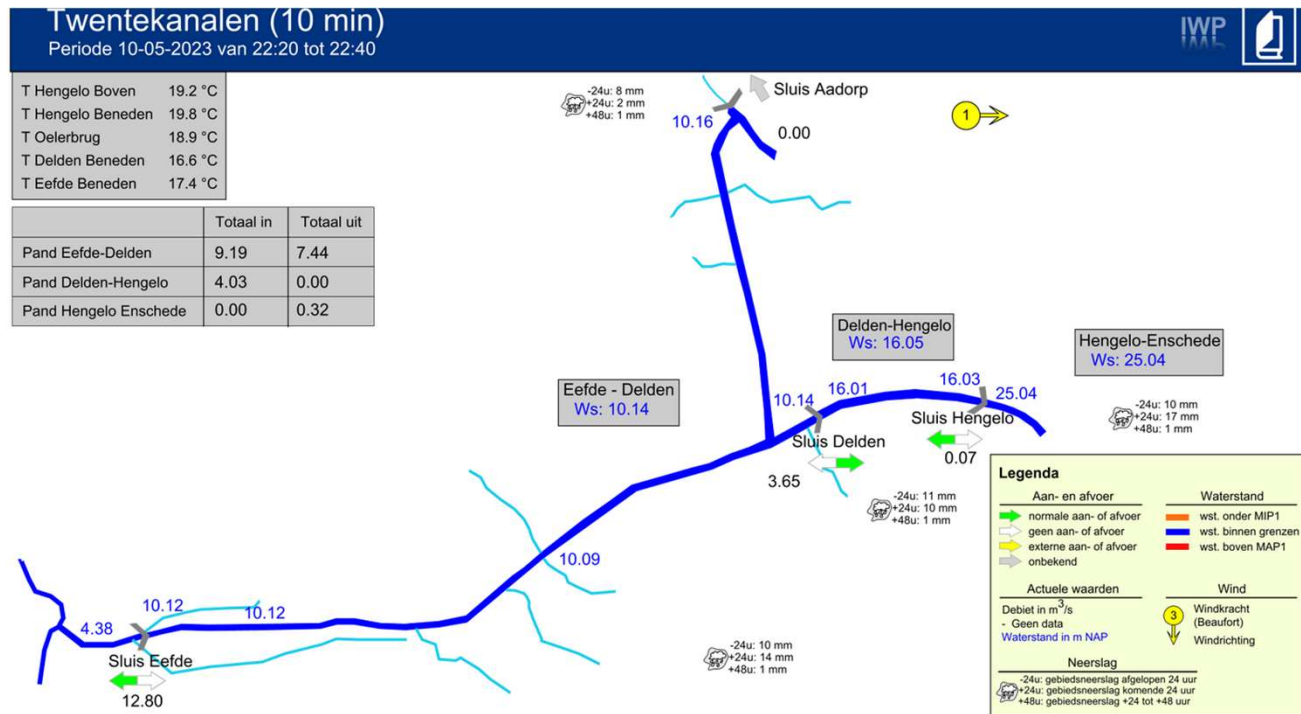 Twentekanalen (10 min)
Periode 10-05-2023 van 22:20 tot 22:40
IWP
T Hengelo Boven 19.2 °C
T Hengelo Beneden 19.8 °C
T Oelerbrug 18.9 °C
T Delden Beneden 16.6 °C
T Eefde Beneden 17.4 °C
Totaal in Totaal uit
Pand Eefde-Delden 9.19 7.44
Pand Delden-Hengelo 4.03 0.00
Pand Hengelo Enschede 0.00 0.32
-24u: 8 mm
+24u: 2 mm
+48u: 1 mm
Sluis Aadorp
10.16
0.00
1
Delden-Hengelo
Ws: 16.05
Hengelo-Enschede
Ws: 25.04
Eefde - Delden
Ws: 10.14
10.14
16.01
16.03
25.04
Sluis Hengelo
0.07
Sluis Delden
3.65
-24u: 10 mm
+24u: 17 mm
+48u: 1 mm
-24u: 11 mm
+24u: 10 mm
+48u: 1 mm
10.09
10.12
10.12
4.38
Sluis Eefde
12.80
-24u: 10 mm
+24u: 14 mm
+48u: 1 mm
Legenda
Aan- en afvoer
normale aan- of afvoer
geen aan- of afvoer
externe aan- of afvoer
onbekend
Waterstand
wst. onder MIP1
wst. binnen grenzen
wst. boven MAP1
Actuele waarden
Debiet in m³/s
- Geen data
Waterstand in m NAP
Wind
3
Windkracht
(Beaufort)
Windrichting
Neerslag
-24u: gebiedsneerslag afgelopen 24 uur
+24u: gebiedsneerslag komende 24 uur
+48u: gebiedsneerslag +24 tot +48 uur